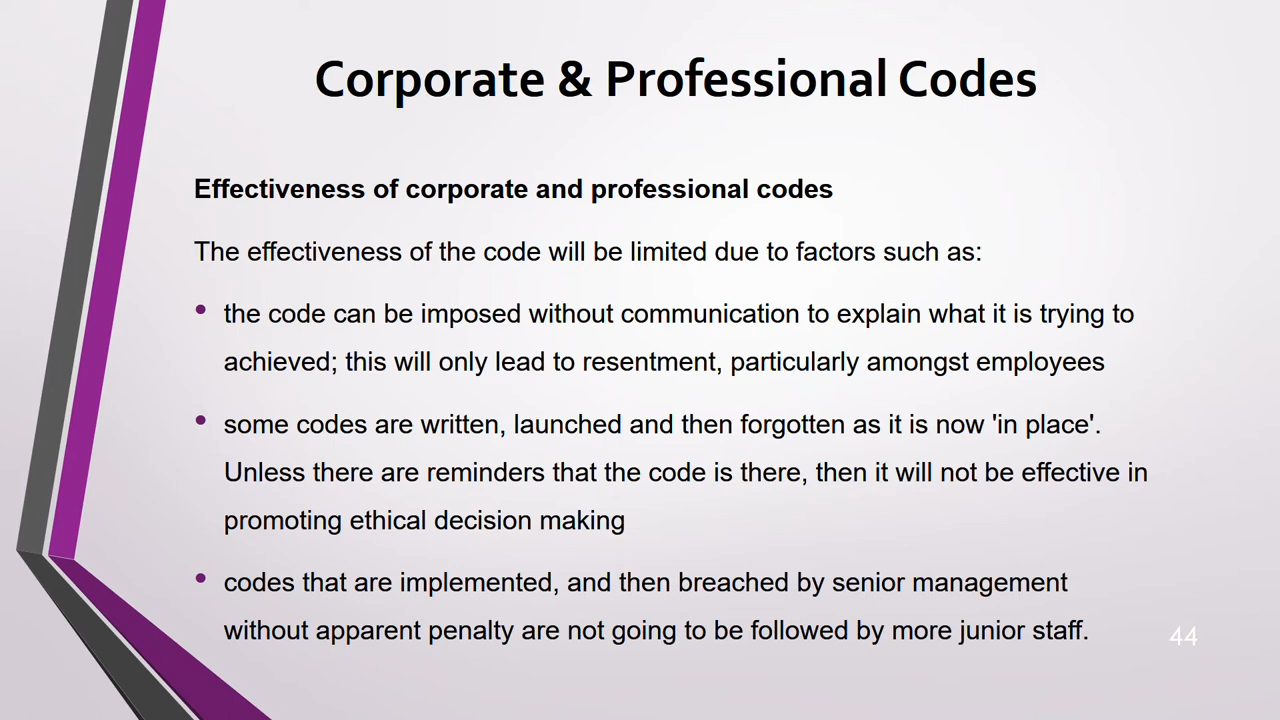 Corporate & Professional Codes
Effectiveness of corporate and professional codes
The effectiveness of the code will be limited due to factors such as:
• the code can be imposed without communication to explain what it is trying to
achieved; this will only lead to resentment, particularly amongst employees
• some codes are written, launched and then forgotten as it is now 'in place'.
Unless there are reminders that the code is there, then it will not be effective in
promoting ethical decision making
• codes that are implemented, and then breached by senior management
without apparent penalty are not going to be followed by more junior staff.
44